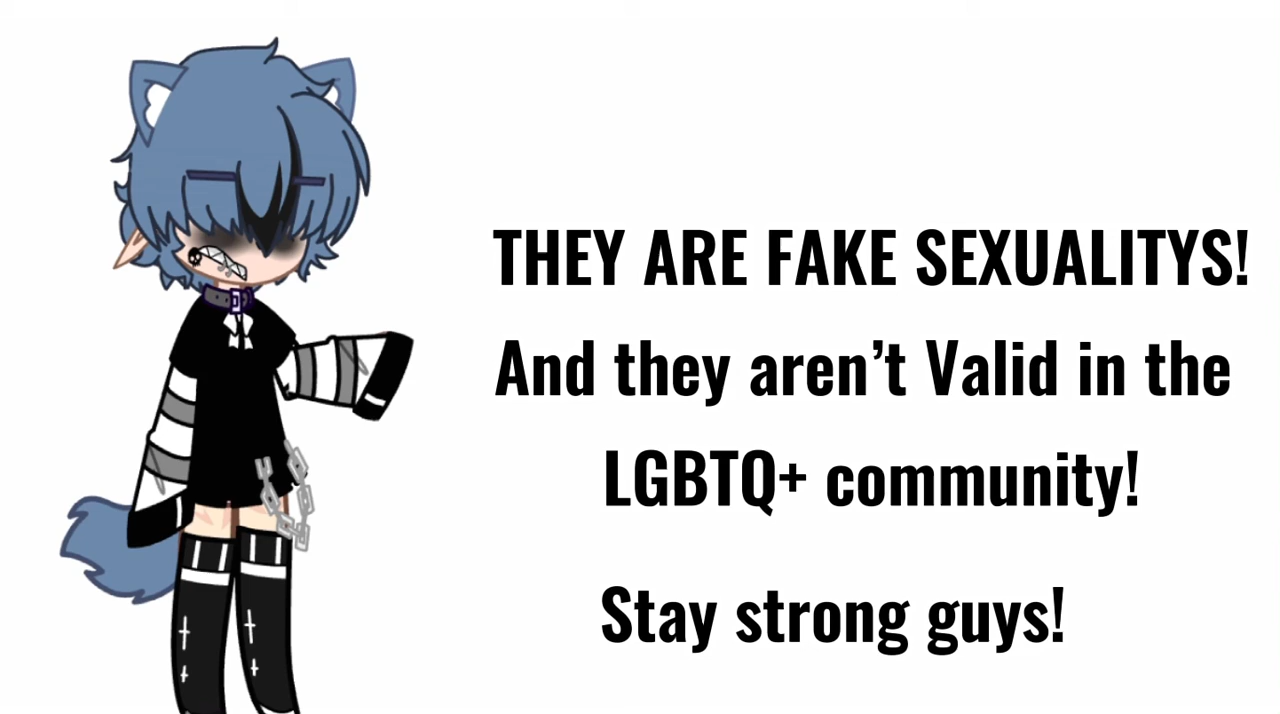 THEY ARE FAKE SEXUALITYS!
And they aren’t Valid in the
LGBTQ+ community!
Stay strong guys!